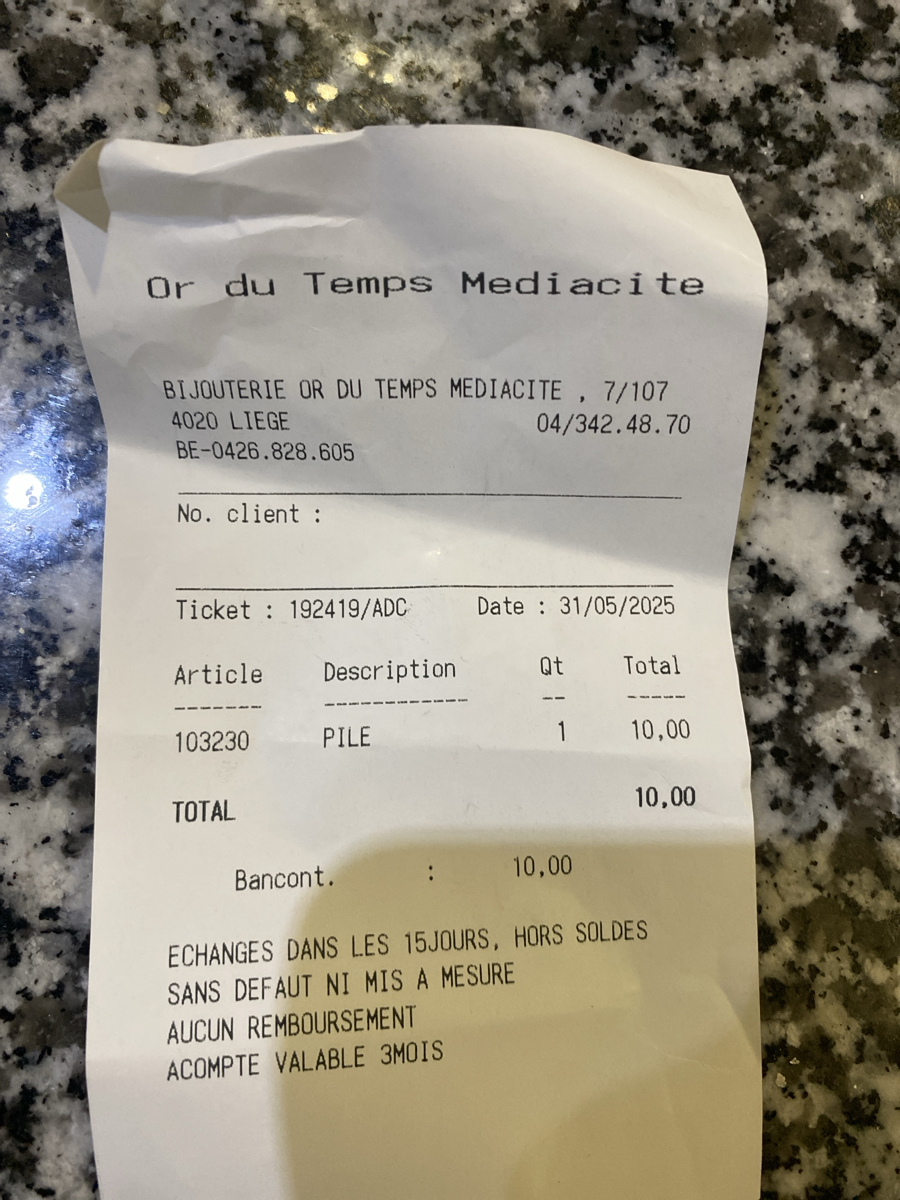 Or du Temps Mediacite
BIJOUTERIE OR DU TEMPS MEDIACITE , 7/107
4020 LIEGE 04/342.48.70
BE-0426.828.605
No. client :
Ticket : 192419/ADC Date : 31/05/2025
Article Description Qt Total
------- ------------- -- -----
103230 PILE 1 10,00
TOTAL 10,00
Bancont. : 10,00
ECHANGES DANS LES 15JOURS, HORS SOLDES
SANS DEFAUT NI MIS A MESURE
AUCUN REMBOURSEMENT
ACOMPTE VALABLE 3MOIS